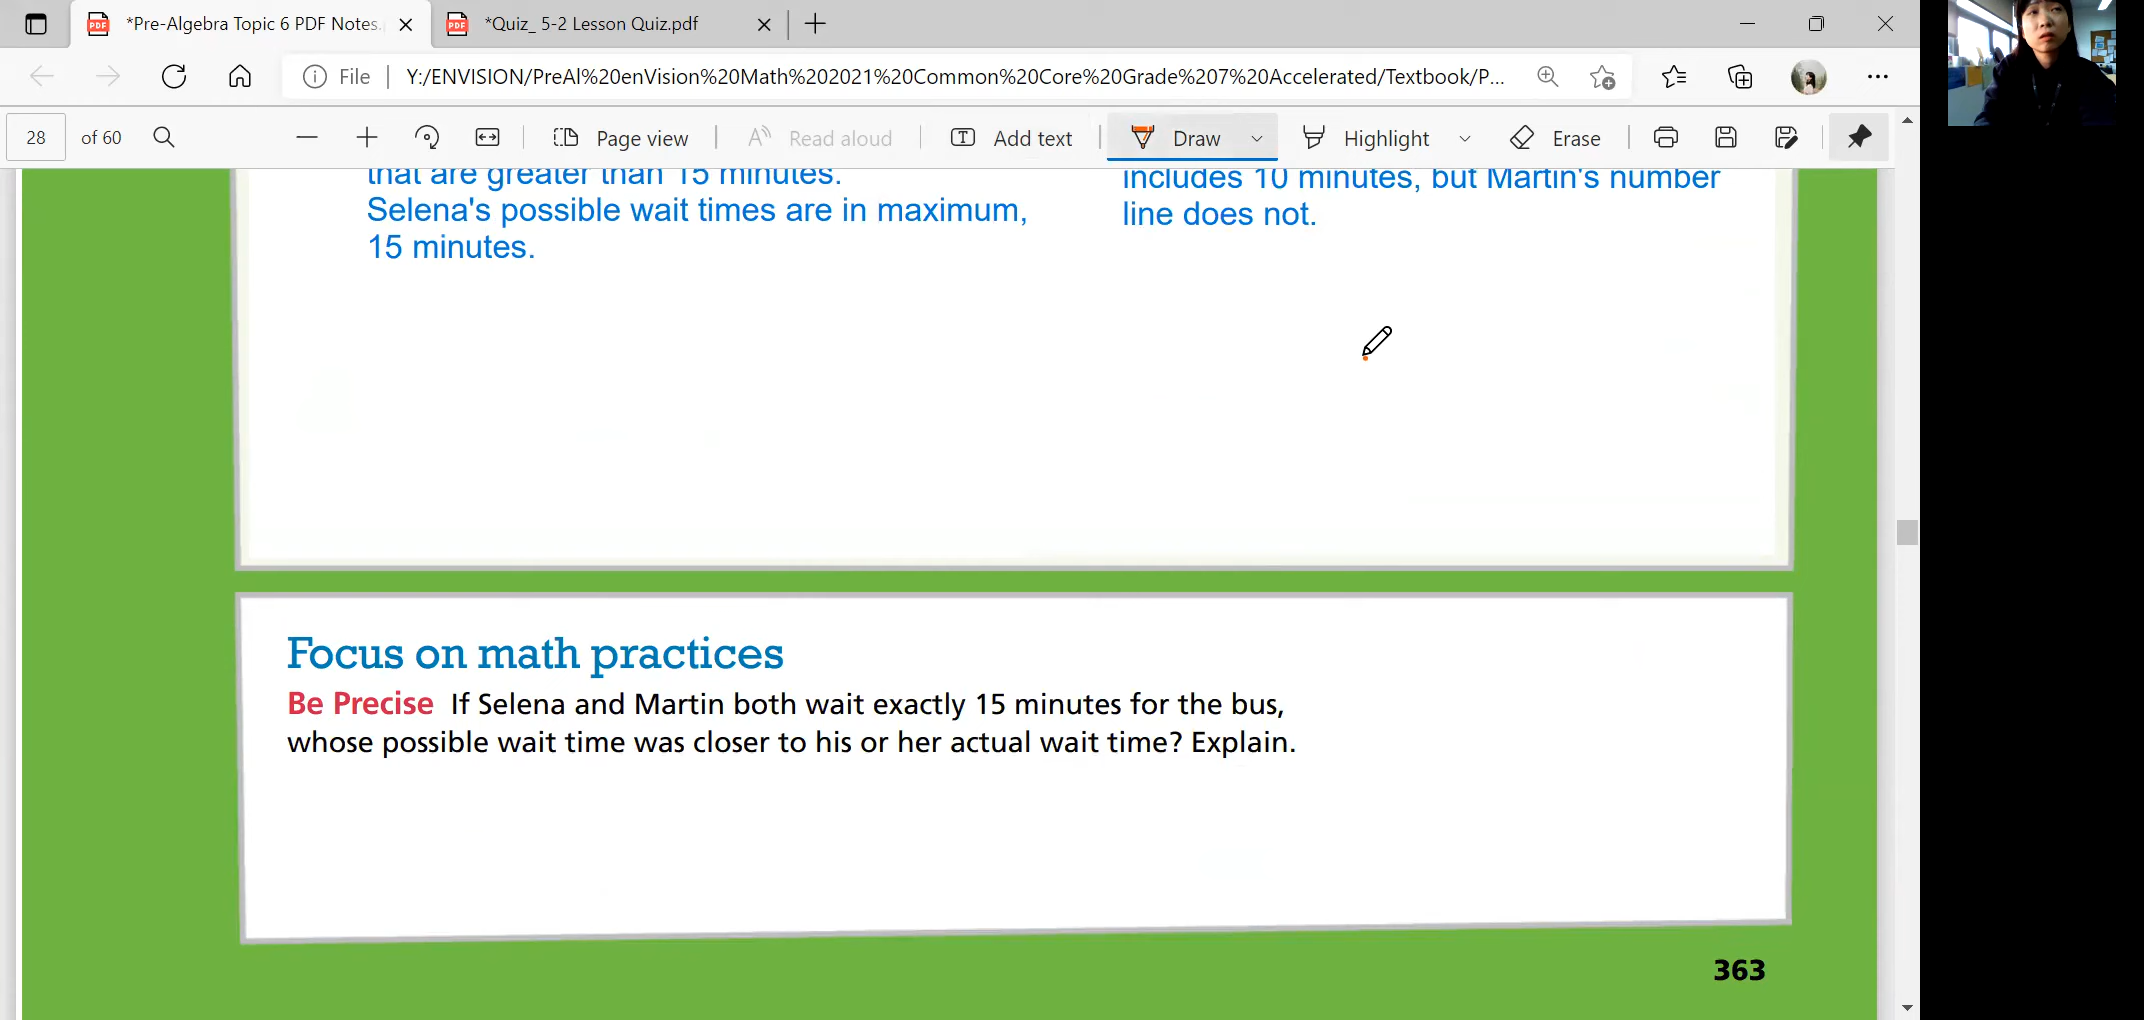 *Pre-Algebra Topic 6 PDF Notes.
*Quiz_ 5-2 Lesson Quiz.pdf
File
Y:/ENVISION/PreAl%20enVision%20Math%202021%20Common%20Core%20Grade%207%20Accelerated/Textbook/P...
28 of 60
Page view
Read aloud
Add text
Draw
Highlight
Erase
that are greater than 15 minutes.
Selena's possible wait times are in maximum,
15 minutes.
includes 10 minutes, but Martin's number
line does not.
Focus on math practices
Be Precise If Selena and Martin both wait exactly 15 minutes for the bus,
whose possible wait time was closer to his or her actual wait time? Explain.
363